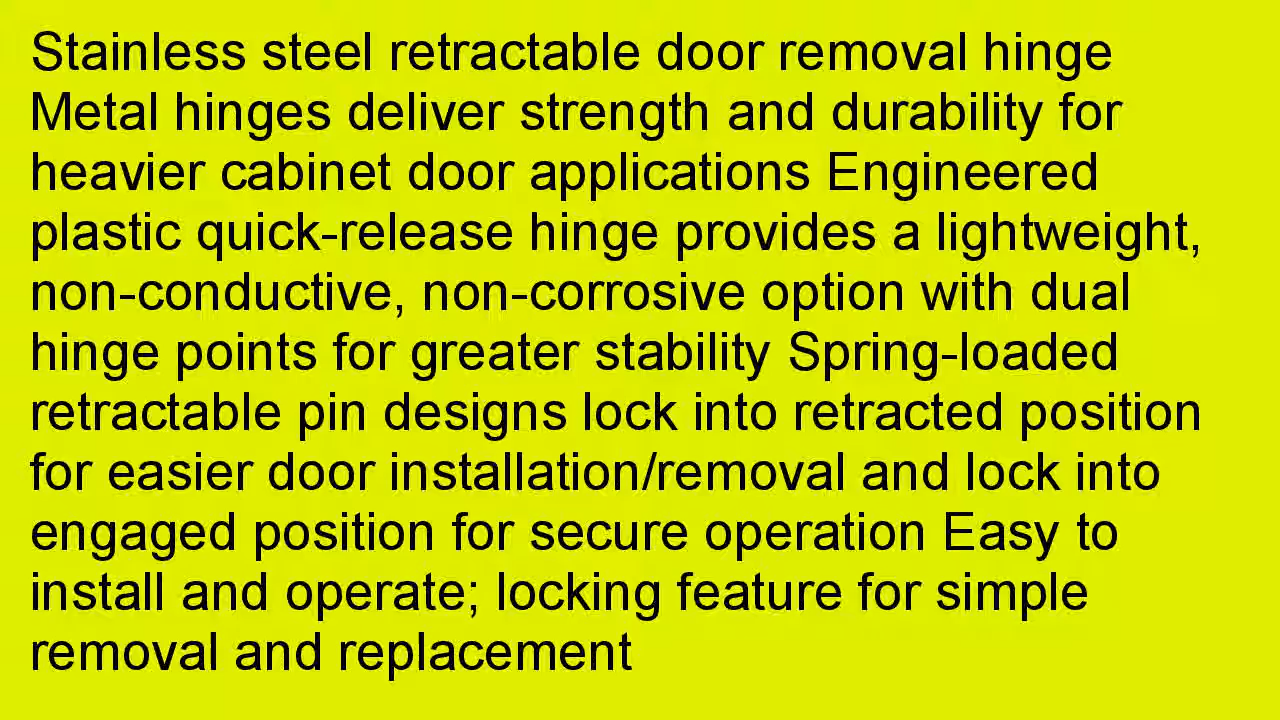 Stainless steel retractable door removal hinge
Metal hinges deliver strength and durability for
heavier cabinet door applications Engineered
plastic quick-release hinge provides a lightweight,
non-conductive, non-corrosive option with dual
hinge points for greater stability Spring-loaded
retractable pin designs lock into retracted position
for easier door installation/removal and lock into
engaged position for secure operation Easy to
install and operate; locking feature for simple
removal and replacement